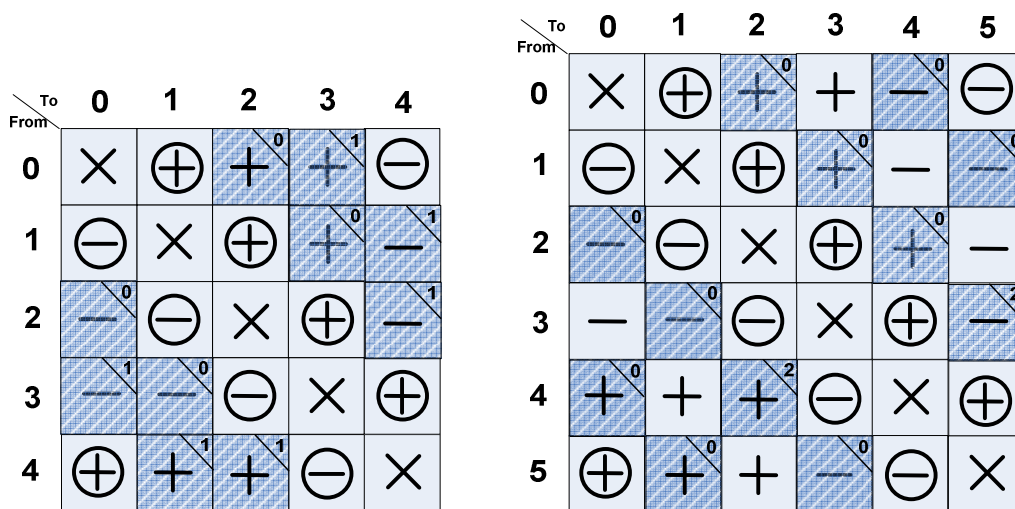 To 0 1 2 3 4
From
0 × ⊕ + 0 + 1 ⊖
1 ⊖ × ⊕ + 0 − 1
2 − 0 ⊖ × ⊕ − 1
3 − 1 − 0 ⊖ × ⊕
4 ⊕ + 1 + 1 ⊖ ×
To 0 1 2 3 4 5
From
0 × ⊕ + 0 + − 0 ⊖
1 ⊖ × ⊕ + 0 − − 0
2 − 0 ⊖ × ⊕ + 0 −
3 − − 0 ⊖ × ⊕ − 2
4 + 0 + + 2 ⊖ × ⊕
5 ⊕ + 0 + − 0 ⊖ ×